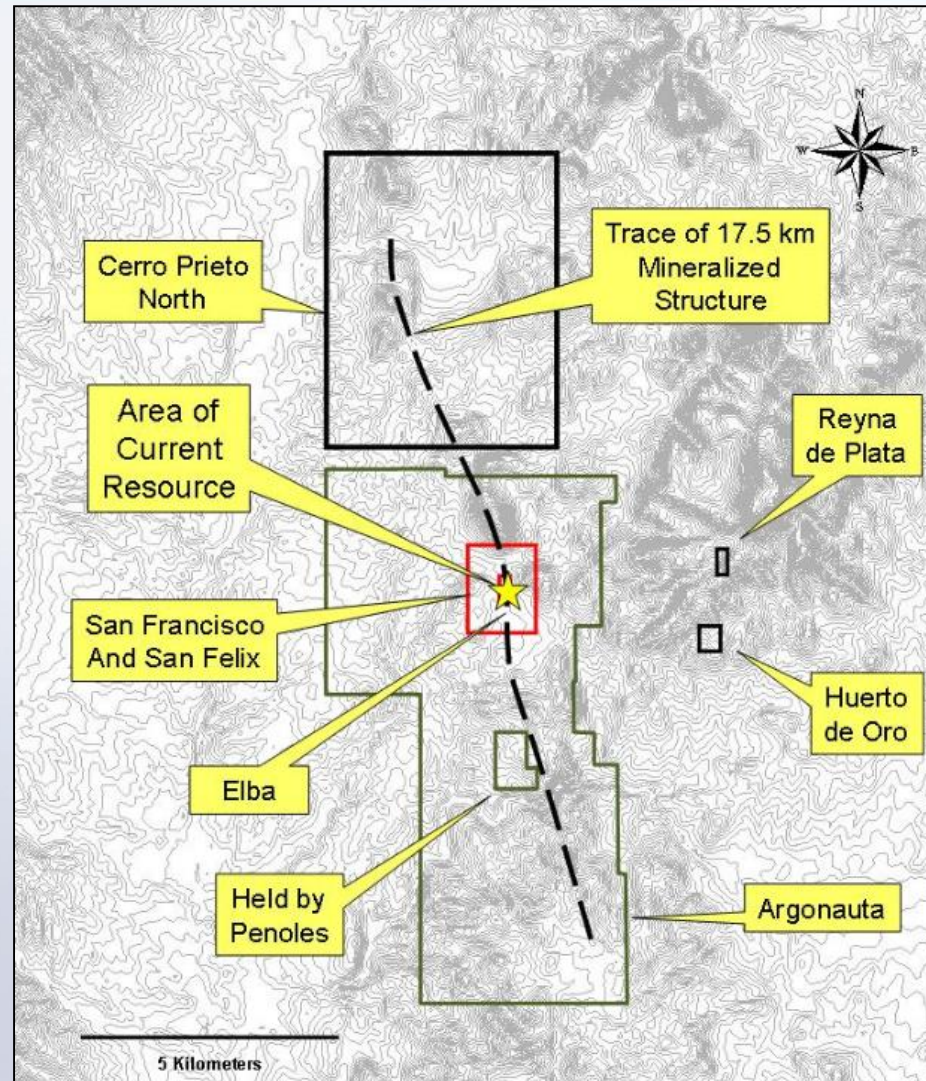 N
W
E
S
Cerro Prieto
North
Trace of 17.5 km
Mineralized
Structure
Area of
Current
Resource
Reyna
de Plata
San Francisco
And San Felix
Huerto
de Oro
Elba
Held by
Penoles
Argonauta
5 Kilometers